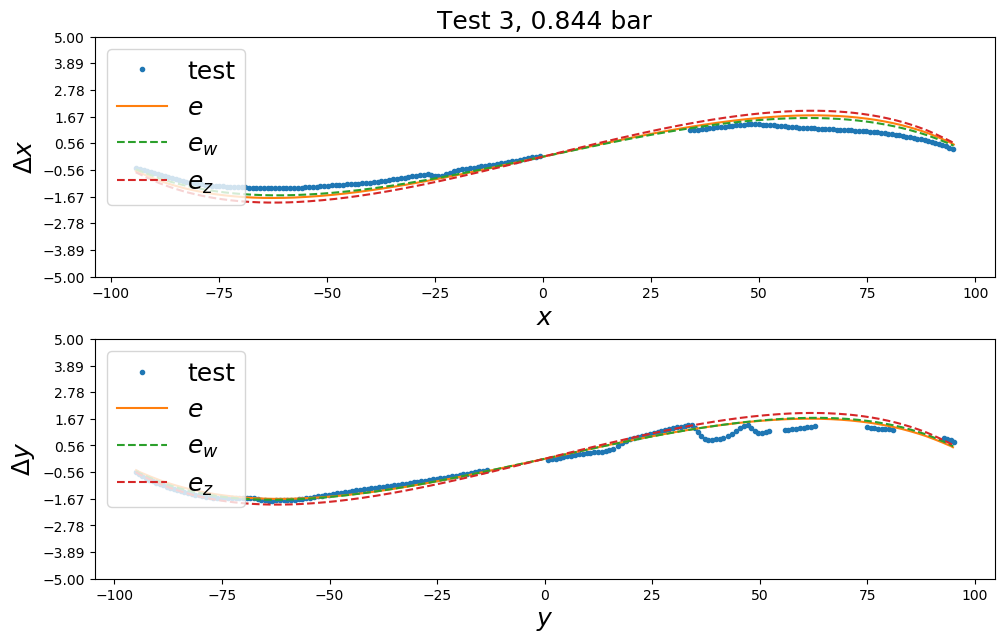 Test 3, 0.844 bar
5.00
3.89
2.78
1.67
0.56
−0.56
−1.67
−2.78
−3.89
−5.00
Δx
test
e
e_w
e_z
−100 −75 −50 −25 0 25 50 75 100
x
5.00
3.89
2.78
1.67
0.56
−0.56
−1.67
−2.78
−3.89
−5.00
Δy
test
e
e_w
e_z
−100 −75 −50 −25 0 25 50 75 100
y